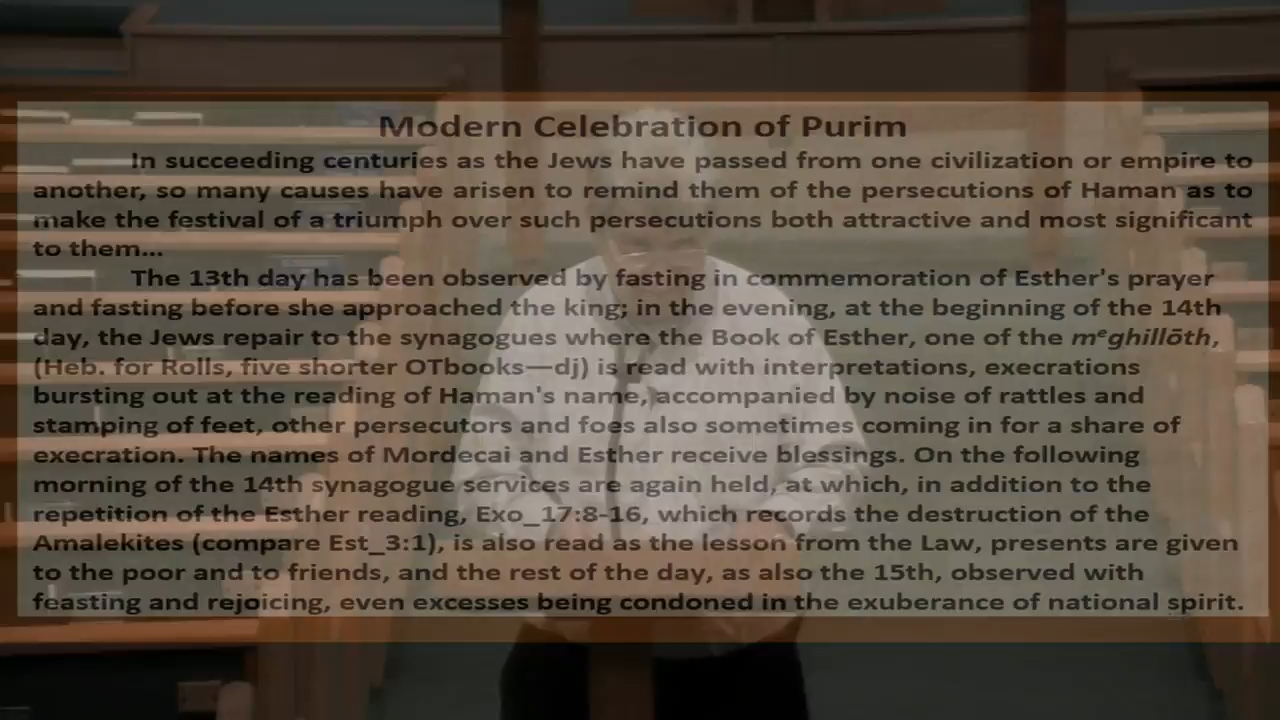 Modern Celebration of Purim
In succeeding centuries as the Jews have passed from one civilization or empire to
another, so many causes have arisen to remind them of the persecutions of Haman as to
make the festival of a triumph over such persecutions both attractive and most significant
to them...
The 13th day has been observed by fasting in commemoration of Esther's prayer
and fasting before she approached the king; in the evening, at the beginning of the 14th
day, the Jews repair to the synagogues where the Book of Esther, one of the mᵉghillōth,
(Heb. for Rolls, five shorter OTbooks—dj) is read with interpretations, execrations
bursting out at the reading of Haman's name, accompanied by noise of rattles and
stamping of feet, other persecutors and foes also sometimes coming in for a share of
execration. The names of Mordecai and Esther receive blessings. On the following
morning of the 14th synagogue services are again held, at which, in addition to the
repetition of the Esther reading, Exo_17:8-16, which records the destruction of the
Amalekites (compare Est_3:1), is also read as the lesson from the Law, presents are given
to the poor and to friends, and the rest of the day, as also the 15th, observed with
feasting and rejoicing, even excesses being condoned in the exuberance of national spirit.